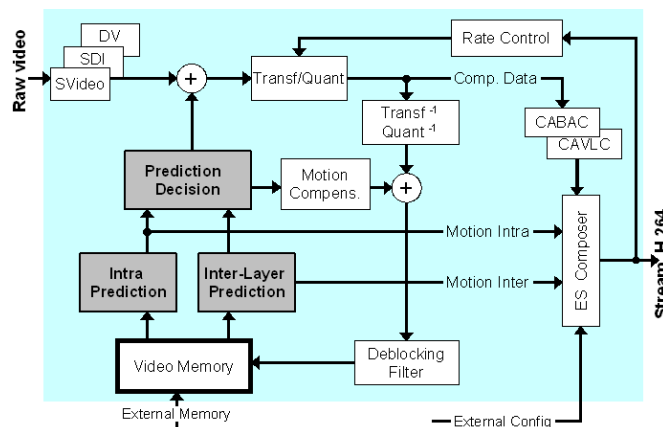 DV
SDI
SVideo
Raw video
Rate Control
Transf/Quant
Comp. Data
+
Transf -1
Quant -1
CABAC
CAVLC
Prediction
Decision
Motion
Compens.
+
Motion Intra
ES Composer
Stream H.264
Intra
Prediction
Inter-Layer
Prediction
Motion Inter
Video Memory
Deblocking
Filter
External Memory
External Config